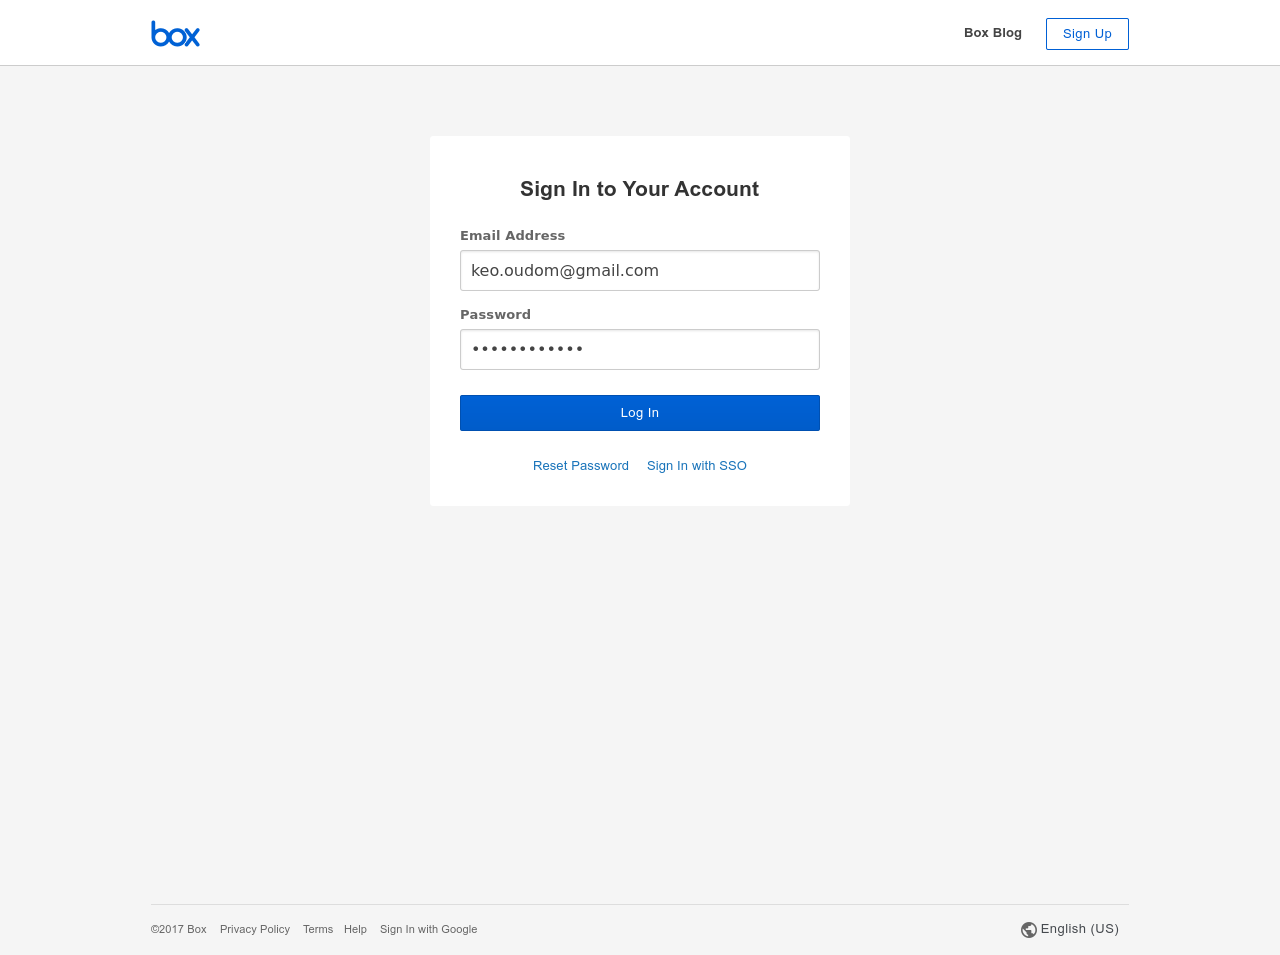 box
Box Blog
Sign Up
Sign In to Your Account
Email Address
keo.oudom@gmail.com
Password
••••••••••••
Log In
Reset Password Sign In with SSO
©2017 Box Privacy Policy Terms Help Sign In with Google
English (US)